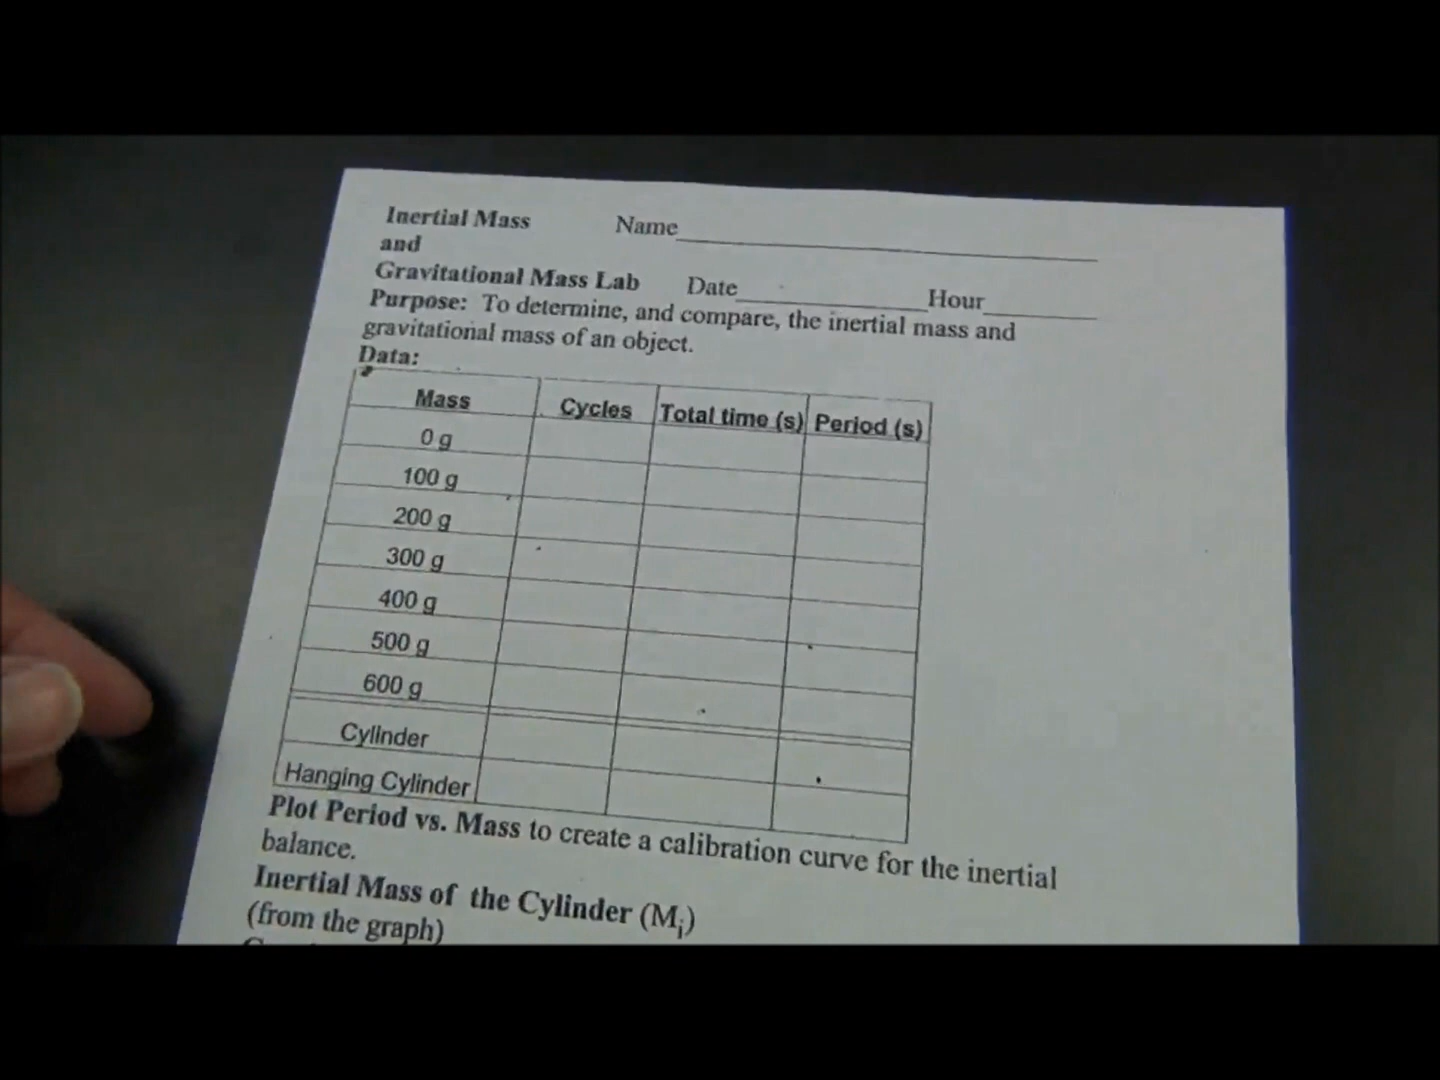 Inertial Mass Name
and
Gravitational Mass Lab Date Hour
Purpose: To determine, and compare, the inertial mass and
gravitational mass of an object.
Data:
Mass Cycles Total time (s) Period (s)
0 g
100 g
200 g
300 g
400 g
500 g
600 g
Cylinder
Hanging Cylinder
Plot Period vs. Mass to create a calibration curve for the inertial
balance.
Inertial Mass of the Cylinder (Mi)
(from the graph)